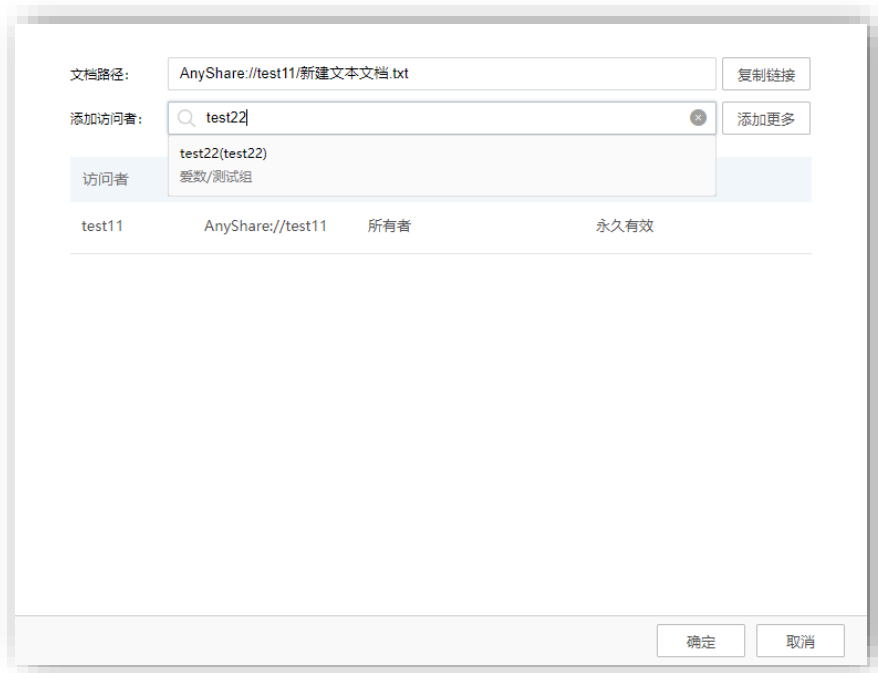 文档路径： AnyShare://test11/新建文本文档.txt 复制链接
添加访问者： test22 添加更多
test22(test22)
访问者 爱数/测试组
test11 AnyShare://test11 所有者 永久有效
确定 取消